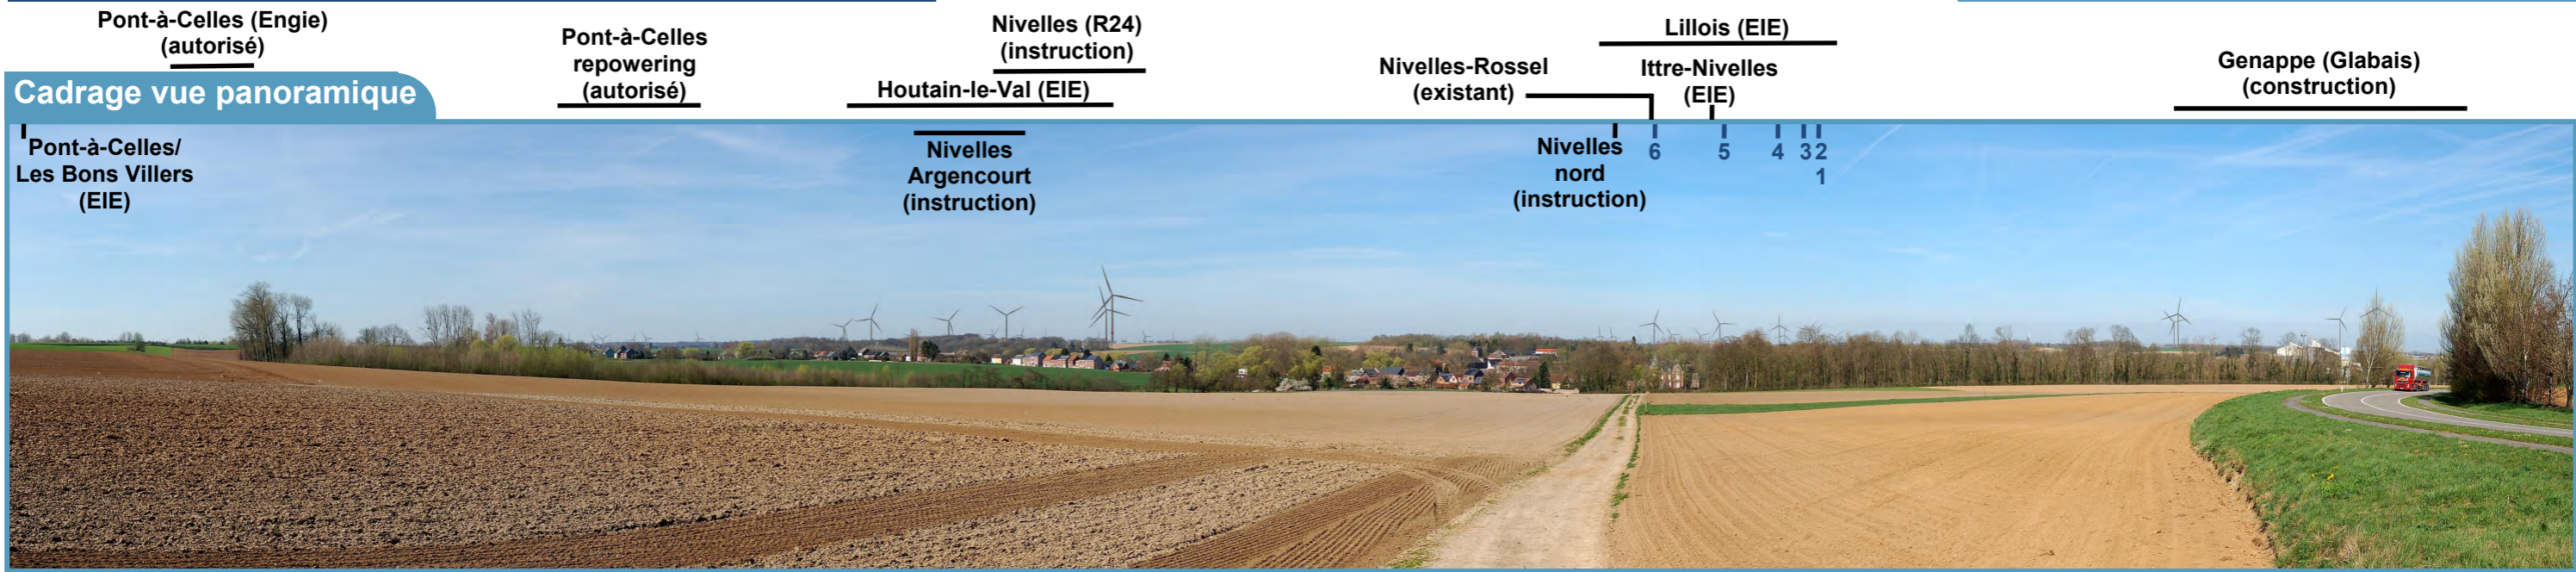 Pont-à-Celles (Engie)
(autorisé)
Pont-à-Celles
repowering
(autorisé)
Nivelles (R24)
(instruction)
Houtain-le-Val (EIE)
Nivelles-Rossel
(existant)
Lillois (EIE)
Ittre-Nivelles
(EIE)
Genappe (Glabais)
(construction)
Cadrage vue panoramique
Pont-à-Celles/
Les Bons Villers
(EIE)
Nivelles
Argencourt
(instruction)
Nivelles
nord
(instruction)
6 5 4 3 2
1